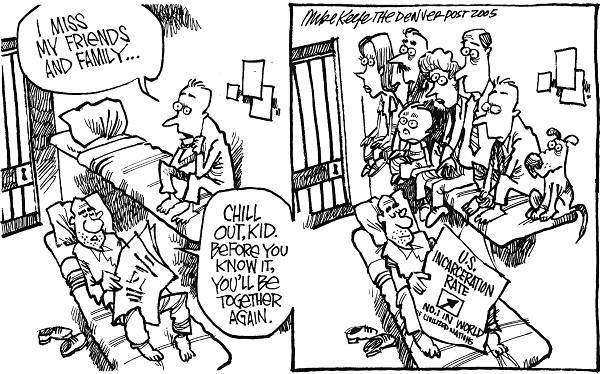 I MISS
MY FRIENDS
AND FAMILY...
CHILL
OUT, KID.
BEFORE YOU
KNOW IT,
YOU'LL BE
TOGETHER
AGAIN.
Mike Keefe THE DENVER POST 2005
U.S.
INCARCERATION
RATE
NO. 1 IN WORLD